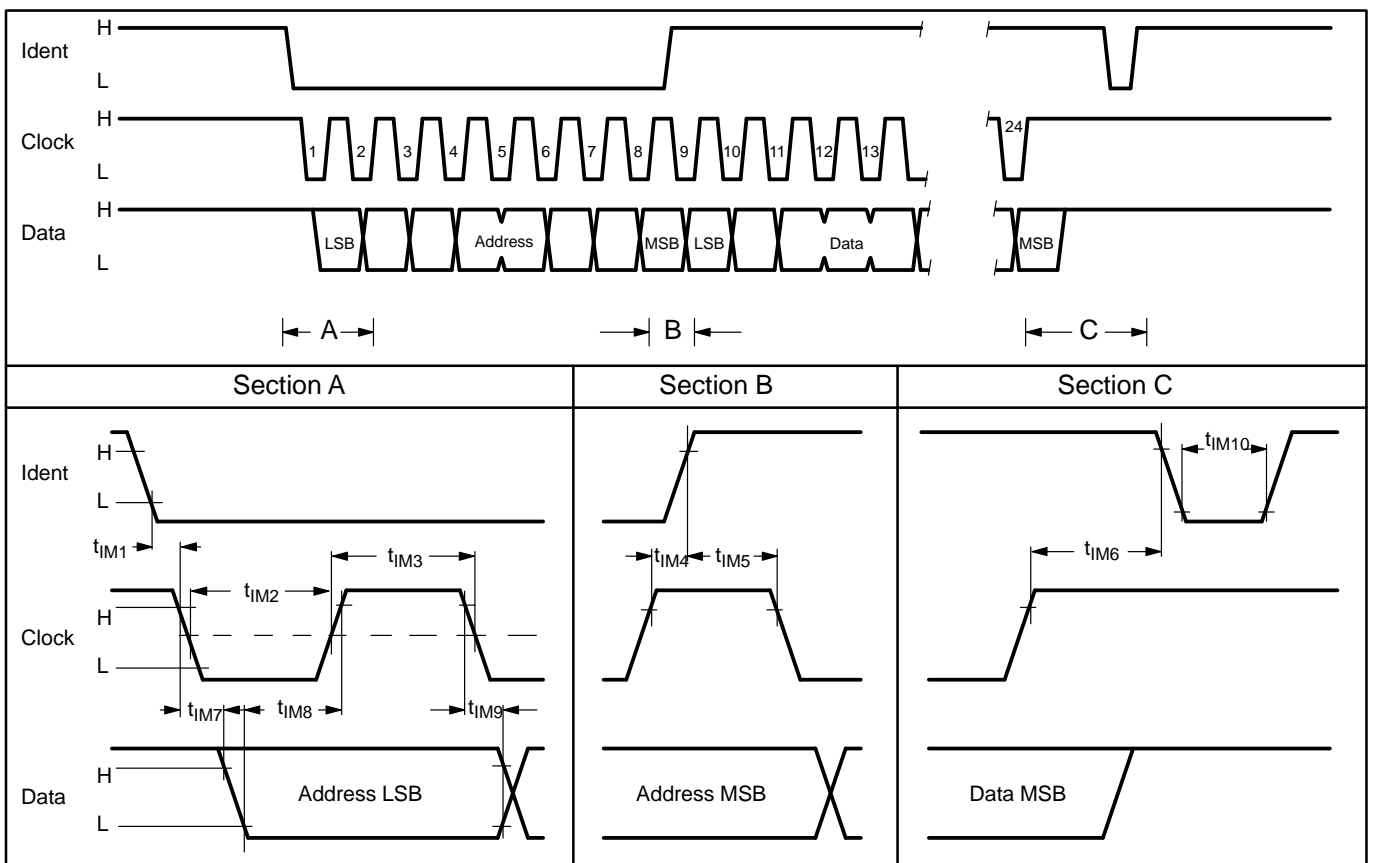 H
Ident
L
H
Clock
1 2 3 4 5 6 7 8 9 10 11 12 13 24
L
H
Data
LSB Address MSB LSB Data MSB
L
A B C
Section A Section B Section C
H
Ident
L
tIM1
tIM2
tIM3
H
Clock
L
tIM7 tIM8 tIM9
H
Data
L
Address LSB
tIM4 tIM5
Address MSB
tIM10
tIM6
Data MSB